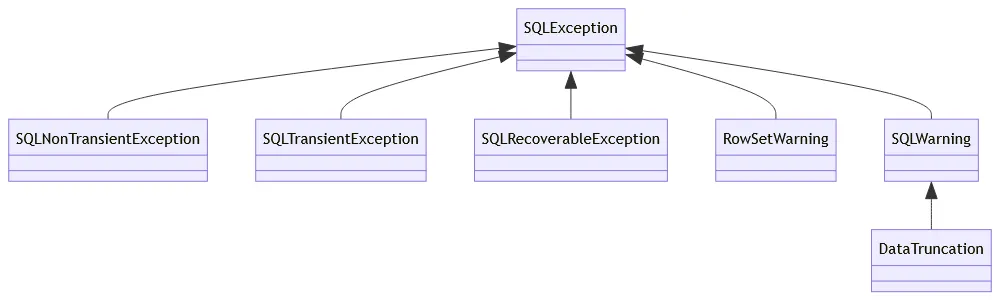 SQLException
SQLNonTransientException
SQLTransientException
SQLRecoverableException
RowSetWarning
SQLWarning
DataTruncation